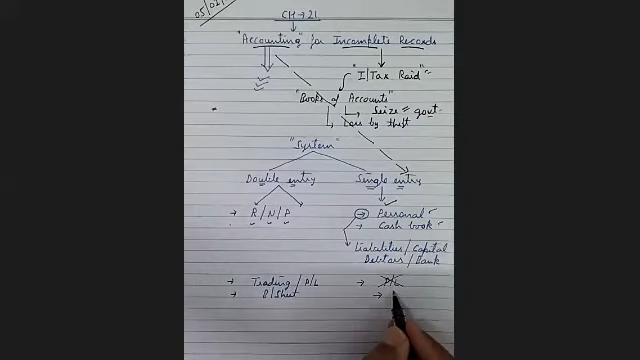 05/02/
CH → 21
"Accounting" for Incomplete Records
"I|Tax Raid"
"Books of Accounts"
→ Seize = govt
→ Loss by theft
"System"
Double entry Single entry
→ R / N / P → Personal
→ Cash book
Liabilities / Capital
Debtors / Bank
→ Trading / P/L → P/L
→ B/Sheet →